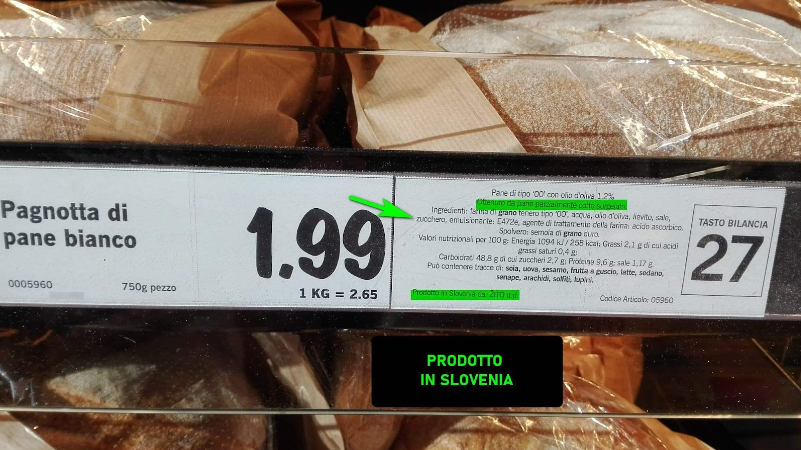 Pagnotta di
pane bianco
0005960
750g pezzo
1.99
1 KG = 2.65
Pane di tipo '00' con olio d'oliva 1,2%
Ottenuto da pane parzialmente cotto surgelato.
Ingredienti: farina di grano tenero tipo '00', acqua, olio d'oliva, lievito, sale,
zucchero, emulsionante: E472e, agente di trattamento della farina: acido ascorbico.
Spolvero: semola di grano duro.
Valori nutrizionali per 100 g: Energia 1094 kJ / 258 kcal; Grassi 2,1 g di cui acidi
grassi saturi 0,4 g;
Carboidrati 48,8 g di cui zuccheri 2,7 g; Proteine 9,6 g; sale 1,17 g.
Può contenere tracce di: soia, uova, sesamo, frutta a guscio, latte, sedano,
senape, arachidi, solfiti, lupini.
Prodotto in Slovenia da: ZITO
Codice Articolo: 05960
TASTO BILANCIA
27
PRODOTTO
IN SLOVENIA